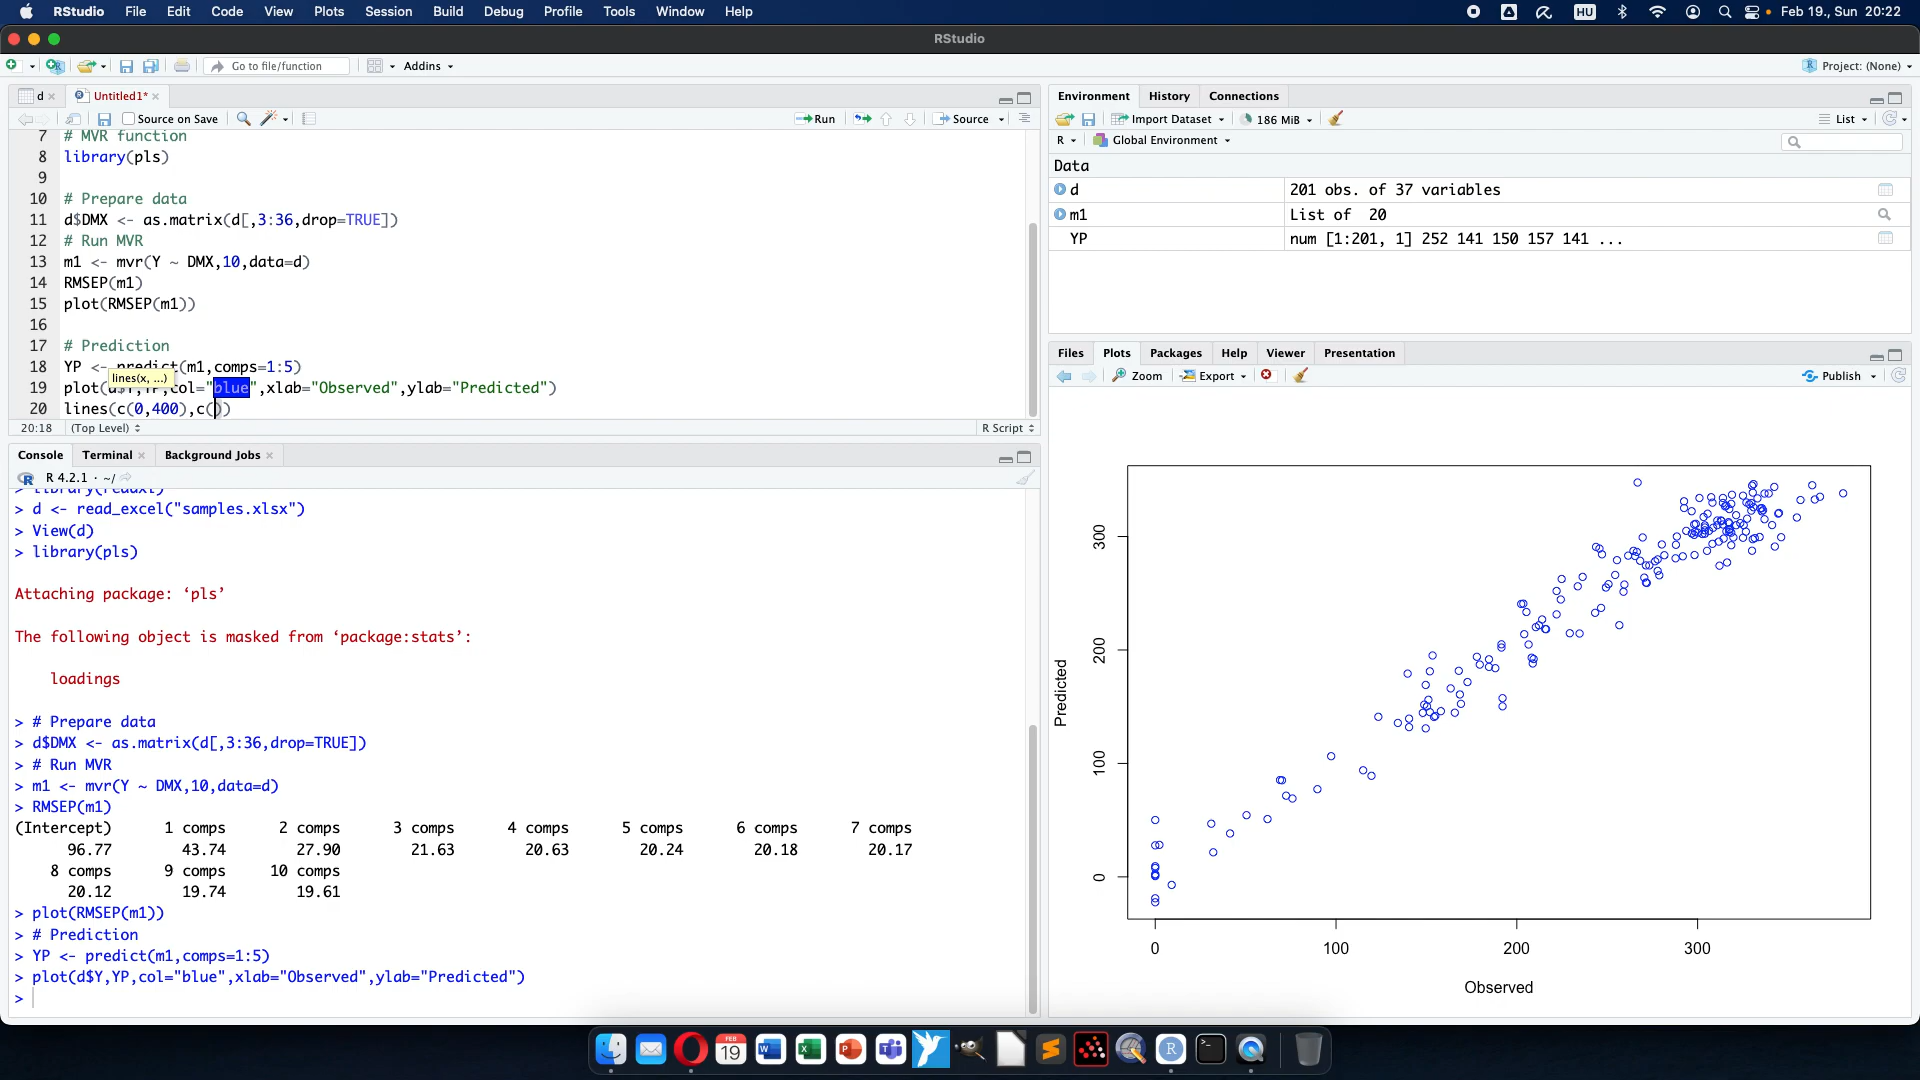 RStudio File Edit Code View Plots Session Build Debug Profile Tools Window Help
HU Feb 19., Sun 20:22
RStudio
Go to file/function Addins
Project: (None)
d Untitled1*
Source on Save Run Source
7 # MVR function
8 library(pls)
9
10 # Prepare data
11 d$DMX <- as.matrix(d[,3:36,drop=TRUE])
12 # Run MVR
13 m1 <- mvr(Y ~ DMX,10,data=d)
14 RMSEP(m1)
15 plot(RMSEP(m1))
16
17 # Prediction
18 YP <- predict(m1,comps=1:5)
lines(x, ...)
19 plot(d$Y,YP,col="blue",xlab="Observed",ylab="Predicted")
20 lines(c(0,400),c())
20:18 (Top Level) R Script
Console Terminal Background Jobs
R 4.2.1 · ~/
> library(readxl)
> d <- read_excel("samples.xlsx")
> View(d)
> library(pls)
Attaching package: ‘pls’
The following object is masked from ‘package:stats’:
loadings
> # Prepare data
> d$DMX <- as.matrix(d[,3:36,drop=TRUE])
> # Run MVR
> m1 <- mvr(Y ~ DMX,10,data=d)
> RMSEP(m1)
(Intercept) 1 comps 2 comps 3 comps 4 comps 5 comps 6 comps 7 comps
96.77 43.74 27.90 21.63 20.63 20.24 20.18 20.17
8 comps 9 comps 10 comps
20.12 19.74 19.61
> plot(RMSEP(m1))
> # Prediction
> YP <- predict(m1,comps=1:5)
> plot(d$Y,YP,col="blue",xlab="Observed",ylab="Predicted")
>
Environment History Connections
Import Dataset 186 MiB List
R Global Environment
Data
d 201 obs. of 37 variables
m1 List of 20
YP num [1:201, 1] 252 141 150 157 141 ...
Files Plots Packages Help Viewer Presentation
Zoom Export Publish
300
200
100
0
Predicted
0 100 200 300
Observed
FEB
19